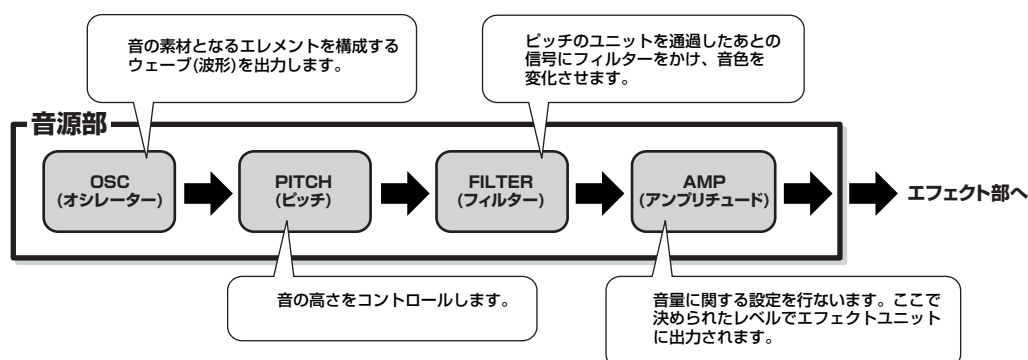 音の素材となるエレメントを構成する
ウェーブ(波形)を出力します。
ピッチのユニットを通過したあとの
信号にフィルターをかけ、音色を
変化させます。
音源部
OSC
(オシレーター)
PITCH
(ピッチ)
FILTER
(フィルター)
AMP
(アンプリチュード)
エフェクト部へ
音の高さをコントロールします。
音量に関する設定を行ないます。ここで
決められたレベルでエフェクトユニット
に出力されます。